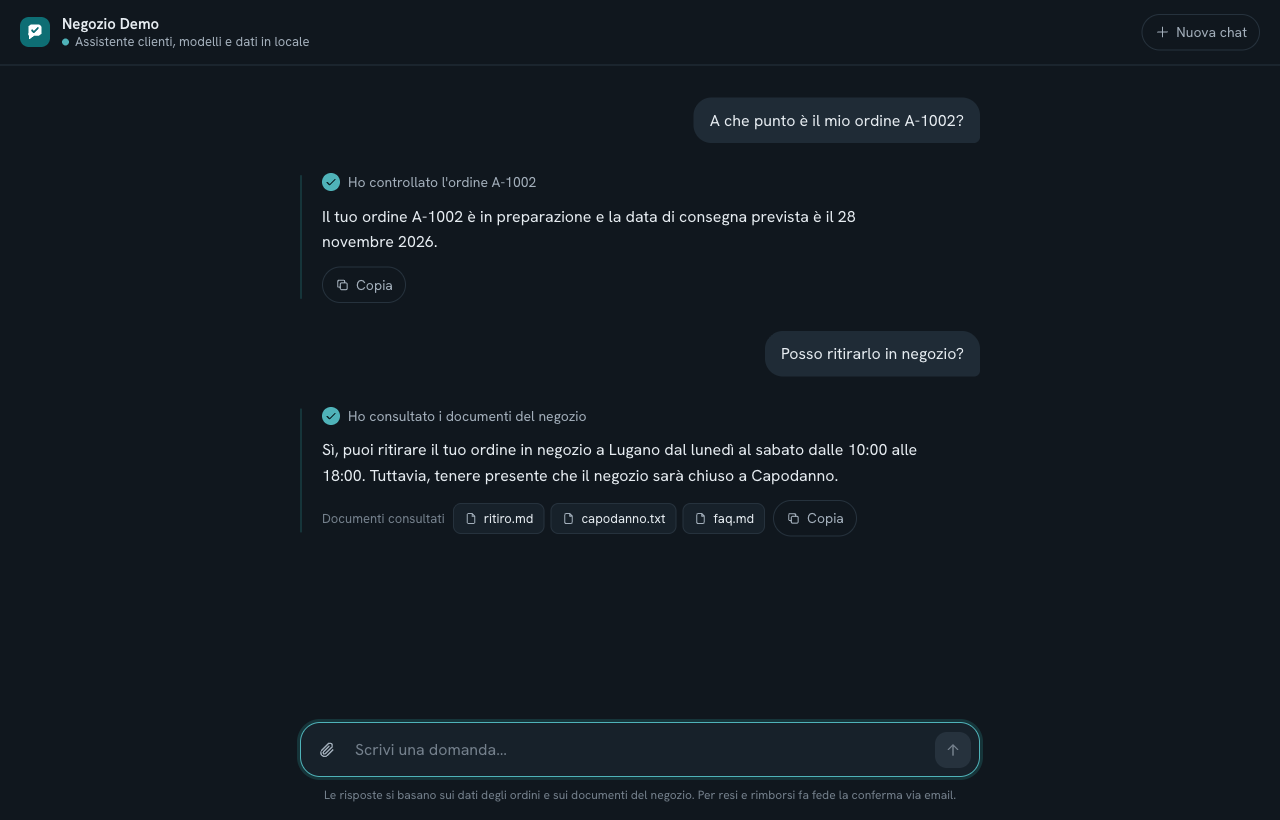 Negozio Demo
Assistente clienti, modelli e dati in locale
Nuova chat
A che punto è il mio ordine A-1002?
Ho controllato l'ordine A-1002
Il tuo ordine A-1002 è in preparazione e la data di consegna prevista è il 28
novembre 2026.
Copia
Posso ritirarlo in negozio?
Ho consultato i documenti del negozio
Sì, puoi ritirare il tuo ordine in negozio a Lugano dal lunedì al sabato dalle 10:00 alle
18:00. Tuttavia, tenere presente che il negozio sarà chiuso a Capodanno.
Documenti consultati ritiro.md capodanno.txt faq.md Copia
Scrivi una domanda...
Le risposte si basano sui dati degli ordini e sui documenti del negozio. Per resi e rimborsi fa fede la conferma via email.